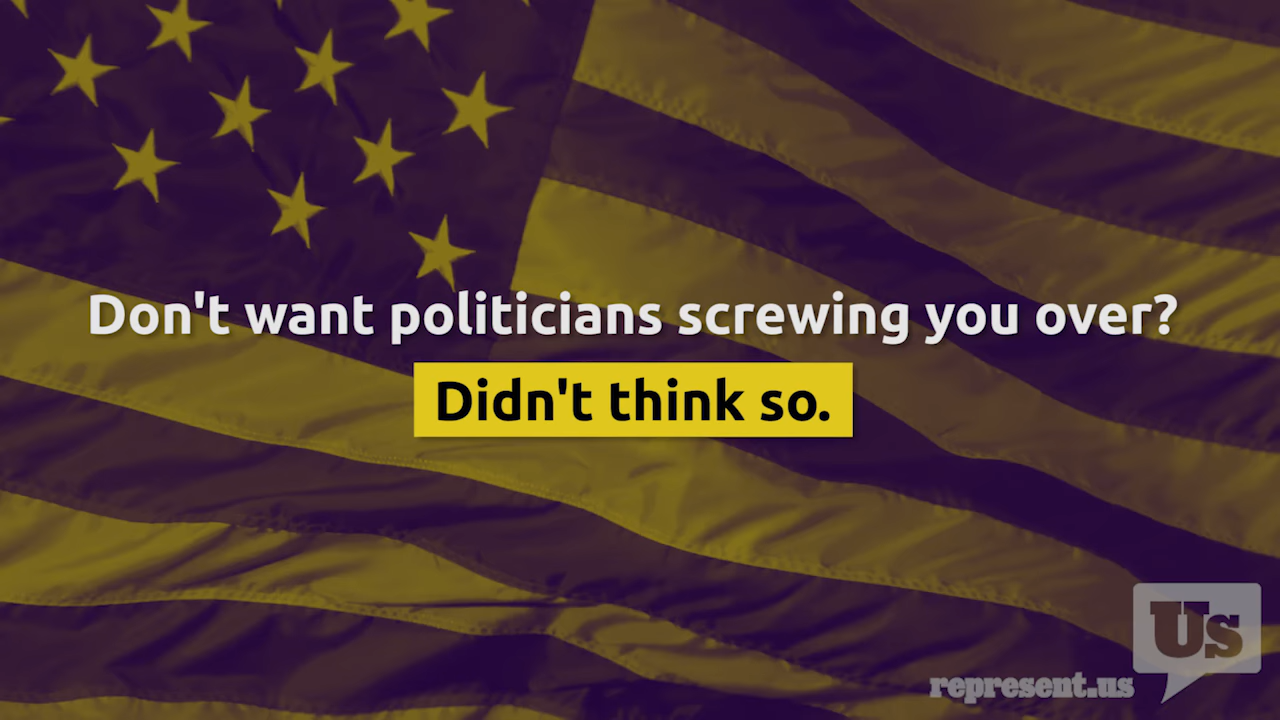 Don't want politicians screwing you over?
Didn't think so.
Us
represent.us